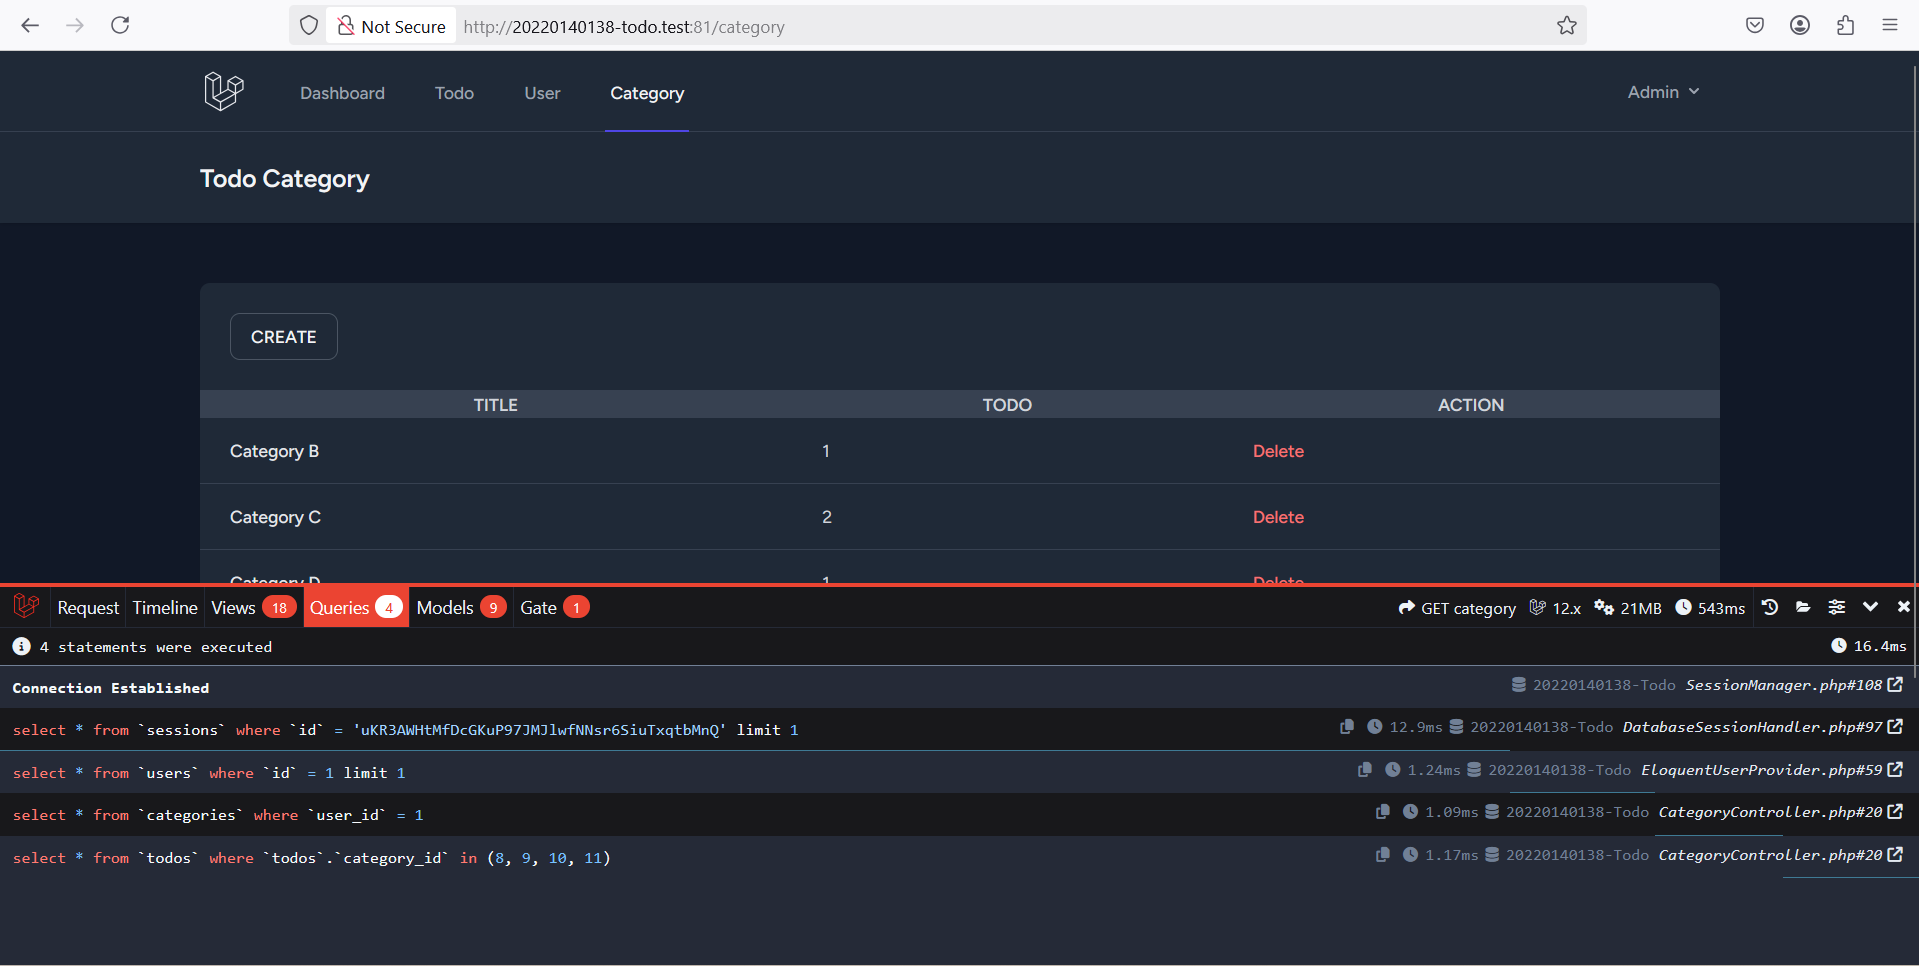 Not Secure http://20220140138-todo.test:81/category
Dashboard Todo User Category Admin
Todo Category
CREATE
TITLE TODO ACTION
Category B 1 Delete
Category C 2 Delete
Category D 1 Delete
Request Timeline Views 18 Queries 4 Models 9 Gate 1 GET category 12.x 21MB 543ms
4 statements were executed 16.4ms
Connection Established 20220140138-Todo SessionManager.php#108
select * from `sessions` where `id` = 'uKR3AWHtMfDcGKuP97JMJlwfNNsr6SiuTxqtbMnQ' limit 1 12.9ms 20220140138-Todo DatabaseSessionHandler.php#97
select * from `users` where `id` = 1 limit 1 1.24ms 20220140138-Todo EloquentUserProvider.php#59
select * from `categories` where `user_id` = 1 1.09ms 20220140138-Todo CategoryController.php#20
select * from `todos` where `todos`.`category_id` in (8, 9, 10, 11) 1.17ms 20220140138-Todo CategoryController.php#20